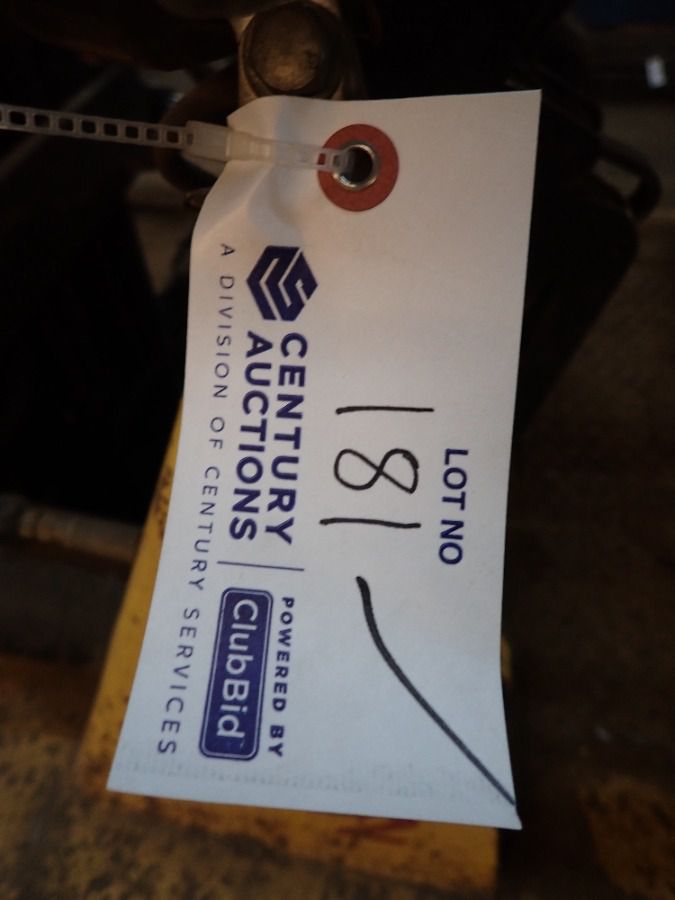 LOT NO
181
CENTURY
AUCTIONS
POWERED BY
ClubBid
A DIVISION OF CENTURY SERVICES